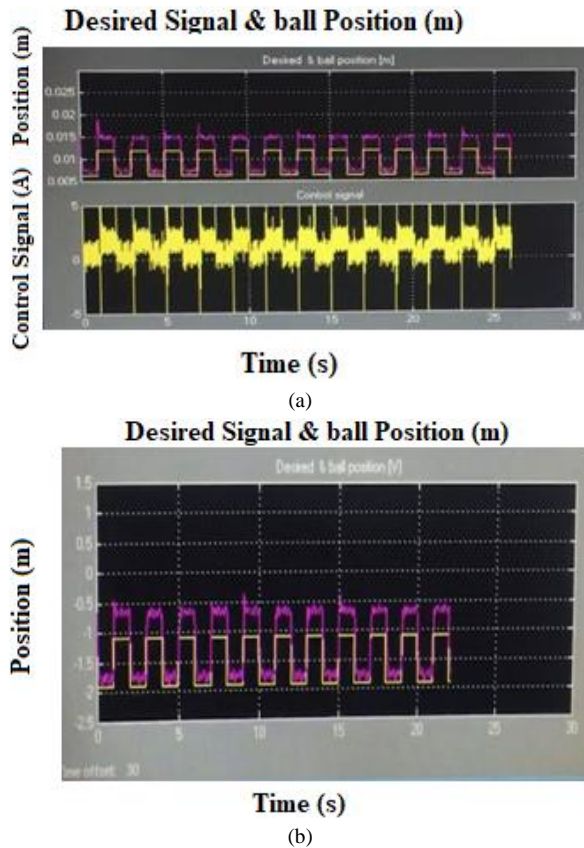 Desired Signal & ball Position (m)
Desired & ball position [m]
Position (m)
0.025
0.02
0.015
0.01
0.005
Control signal
Control Signal (A)
5
0
-5
0 5 10 15 20 25 30
Time (s)
(a)
Desired Signal & ball Position (m)
Desired & ball position [V]
Position (m)
1.5
1
0.5
0
-0.5
-1
-1.5
-2
-2.5
0 5 10 15 20 25 30
offset: 30
Time (s)
(b)